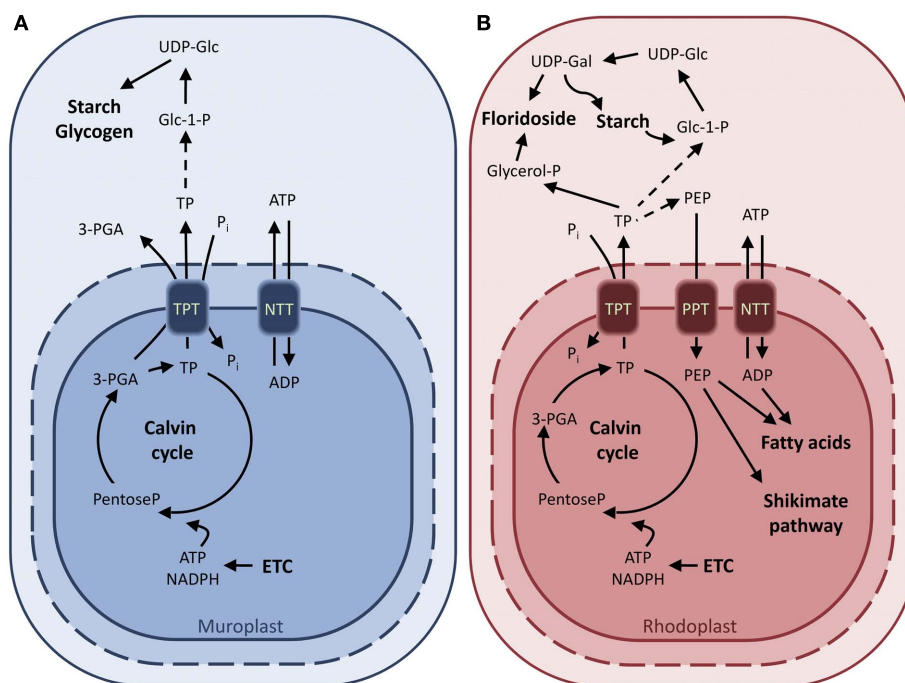 A
UDP-Glc
Starch
Glycogen
Glc-1-P
TP
ATP
3-PGA
Pi
TPT
NTT
Pi
3-PGA
TP
ADP
Calvin
cycle
PentoseP
ATP
NADPH
ETC
Muroplast
B
UDP-Gal
UDP-Glc
Floridoside
Starch
Glc-1-P
Glycerol-P
PEP
TP
ATP
Pi
TPT
PPT
NTT
Pi
TP
PEP
ADP
3-PGA
Calvin
cycle
Fatty acids
PentoseP
Shikimate
pathway
ATP
NADPH
ETC
Rhodoplast